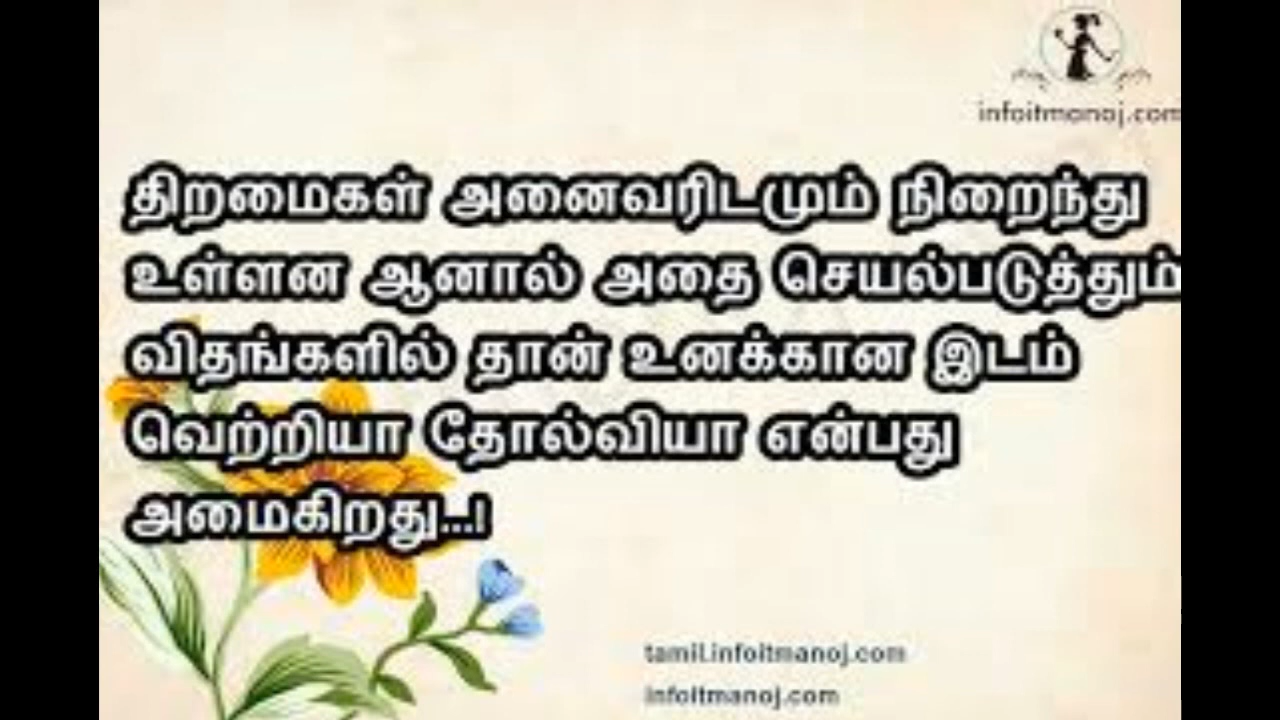 infoitmanoj.com
திறமைகள் அனைவரிடமும் நிறைந்து
உள்ளன ஆனால் அதை செயல்படுத்தும்
விதங்களில் தான் உனக்கான இடம்
வெற்றியா தோல்வியா என்பது
அமைகிறது...!
tamil.infoitmanoj.com
infoitmanoj.com